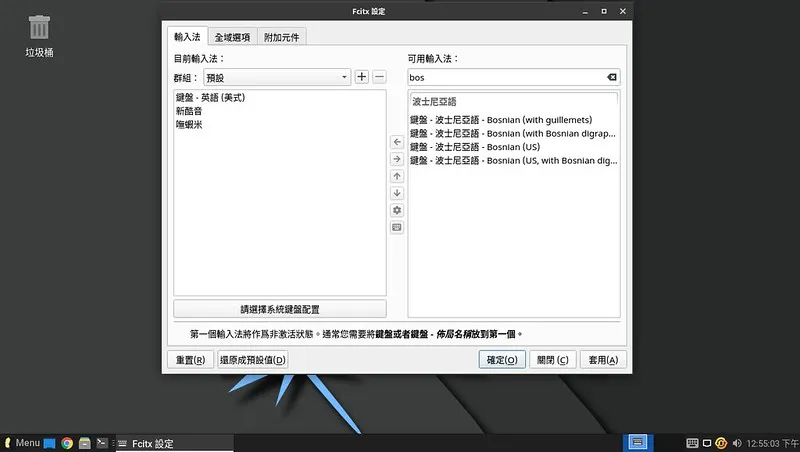 Fcitx 設定
垃圾桶
輸入法 全域選項 附加元件
目前輸入法：
可用輸入法：
群組： 預設
bos
鍵盤 - 英語 (美式)
新酷音
嘸蝦米
波士尼亞語
鍵盤 - 波士尼亞語 - Bosnian (with guillemets)
鍵盤 - 波士尼亞語 - Bosnian (with Bosnian digrap...
鍵盤 - 波士尼亞語 - Bosnian (US)
鍵盤 - 波士尼亞語 - Bosnian (US, with Bosnian dig...
請選擇系統鍵盤配置
第一個輸入法將作爲非激活狀態。通常您需要將鍵盤或者鍵盤 - 佈局名稱放到第一個。
重置(R) 還原成預設值(D) 確定(O) 關閉 (C) 套用(A)
Menu Fcitx 設定 12:55:03 下午